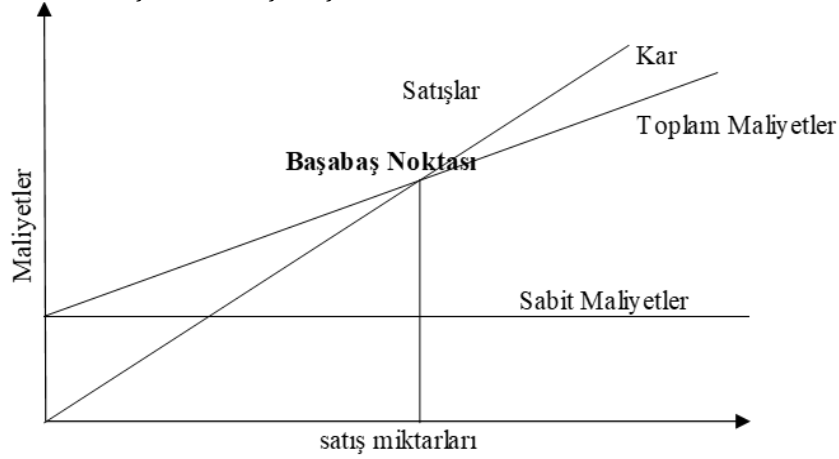 Kar
Satışlar
Toplam Maliyetler
Başabaş Noktası
Maliyetler
Sabit Maliyetler
satış miktarları